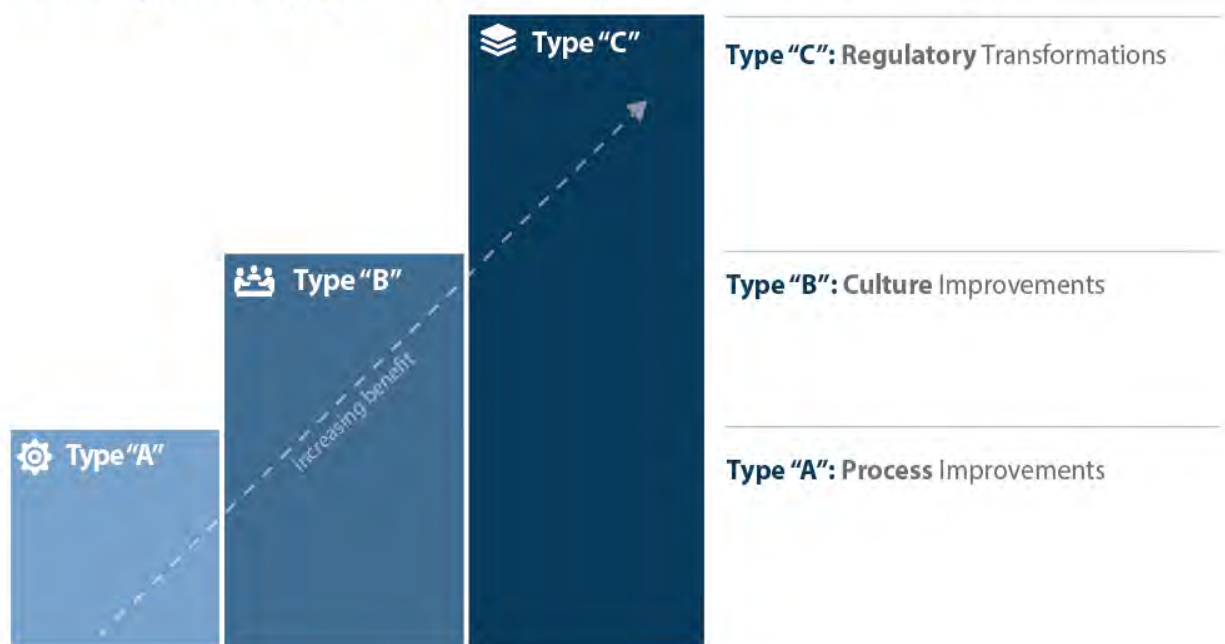 Type “C”
Type “C”: Regulatory Transformations
Type “B”
Type “B”: Culture Improvements
Increasing benefit
Type “A”
Type “A”: Process Improvements